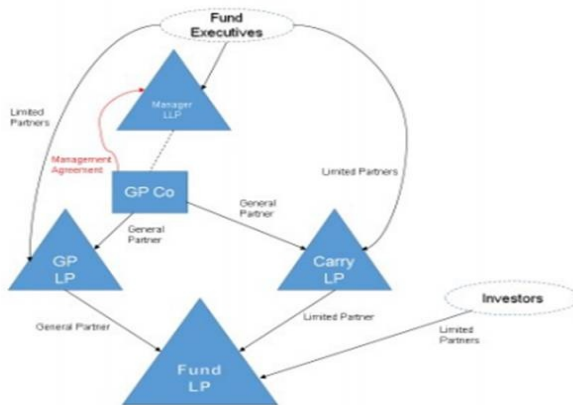 Fund
Executives
Manager
LLP
Limited
Partners
Management
Agreement
Limited Partners
GP Co
General
Partner
General
Partner
GP
LP
Carry
LP
Investors
General Partner
Limited Partner
Limited
Partners
Fund
LP